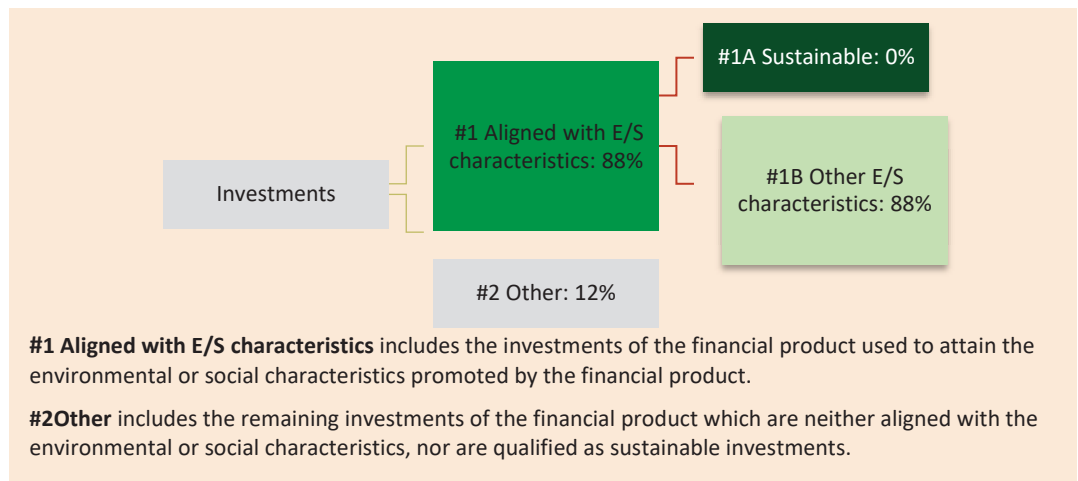 #1A Sustainable: 0%
#1 Aligned with E/S
characteristics: 88%
#1B Other E/S
characteristics: 88%
Investments
#2 Other: 12%
#1 Aligned with E/S characteristics includes the investments of the financial product used to attain the
environmental or social characteristics promoted by the financial product.
#2Other includes the remaining investments of the financial product which are neither aligned with the
environmental or social characteristics, nor are qualified as sustainable investments.